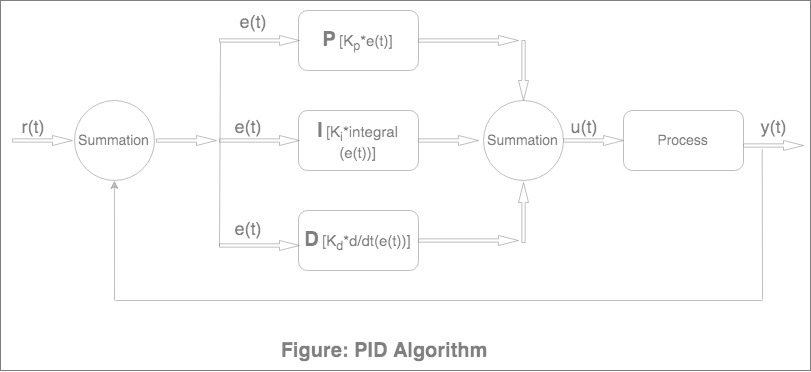 e(t)
P [Kp*e(t)]
r(t)
Summation
e(t)
I [Ki*integral
(e(t))]
Summation
u(t)
Process
y(t)
e(t)
D [Kd*d/dt(e(t))]
Figure: PID Algorithm